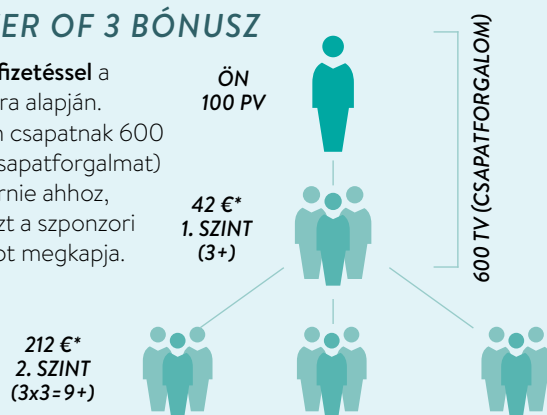 ER OF 3 BÓNUSZ
fizetéssel a
ra alapján.
csapatnak 600
sapatforgalmat)
rnie ahhoz,
zt a szponzori
ot megkapja.
ÖN
100 PV
42 €*
1. SZINT
(3+)
600 TV (CSAPATFORGALOM)
212 €*
2. SZINT
(3x3=9+)